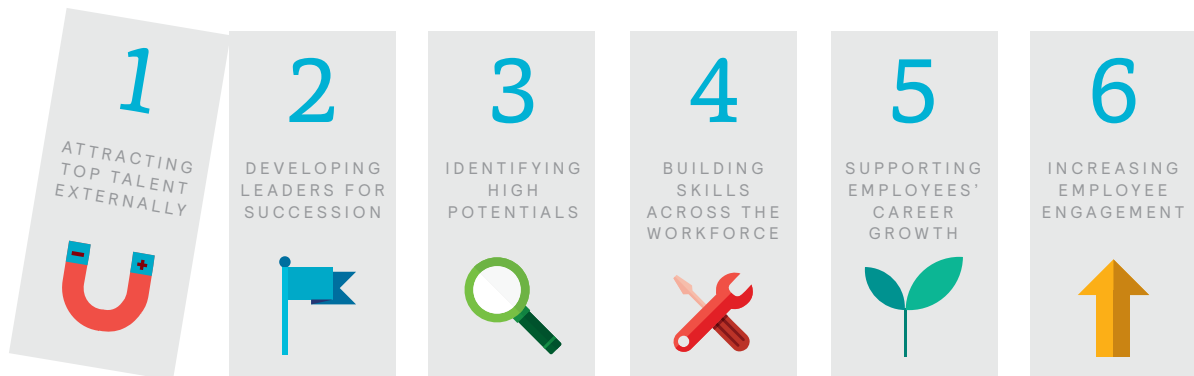 1
ATTRACTING
TOP TALENT
EXTERNALLY
2
DEVELOPING
LEADERS FOR
SUCCESSION
3
IDENTIFYING
HIGH
POTENTIALS
4
BUILDING
SKILLS
ACROSS THE
WORKFORCE
5
SUPPORTING
EMPLOYEES’
CAREER
GROWTH
6
INCREASING
EMPLOYEE
ENGAGEMENT